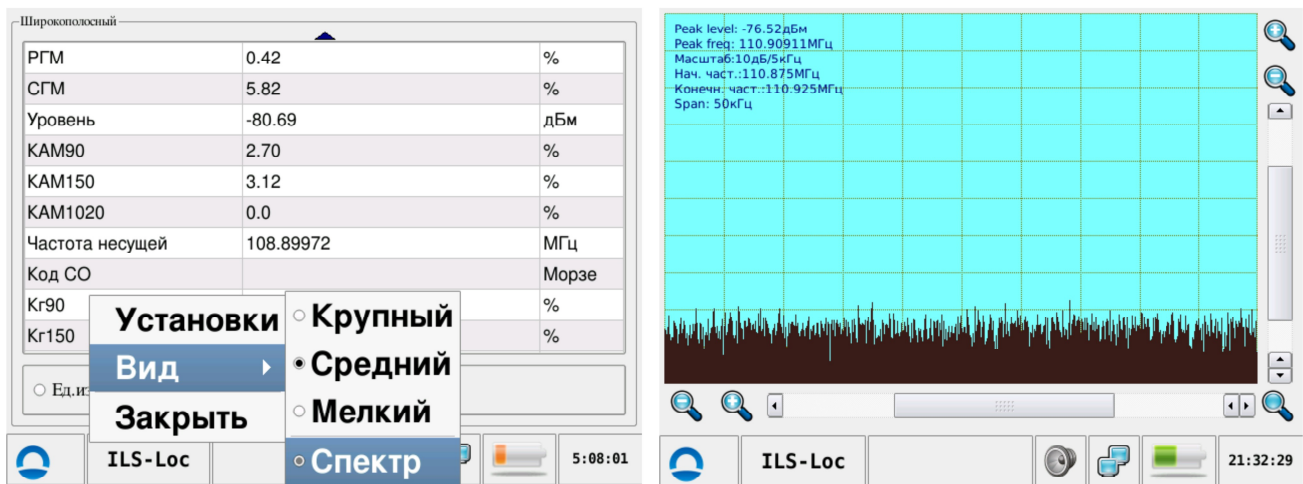 Широкополосный
РГМ 0.42 %
СГМ 5.82 %
Уровень -80.69 дБм
КАМ90 2.70 %
КАМ150 3.12 %
КАМ1020 0.0 %
Частота несущей 108.89972 МГц
Код СО Морзе
Кг90 %
Кг150 %
Установки
Вид
Закрыть
Крупный
Средний
Мелкий
Спектр
ILS-Loc 5:08:01
Peak level: -76.52дБм
Peak freq: 110.90911МГц
Масштаб:10дБ/5кГц
Нач. част.:110.875МГц
Конечн. част.:110.925МГц
Span: 50кГц
ILS-Loc 21:32:29